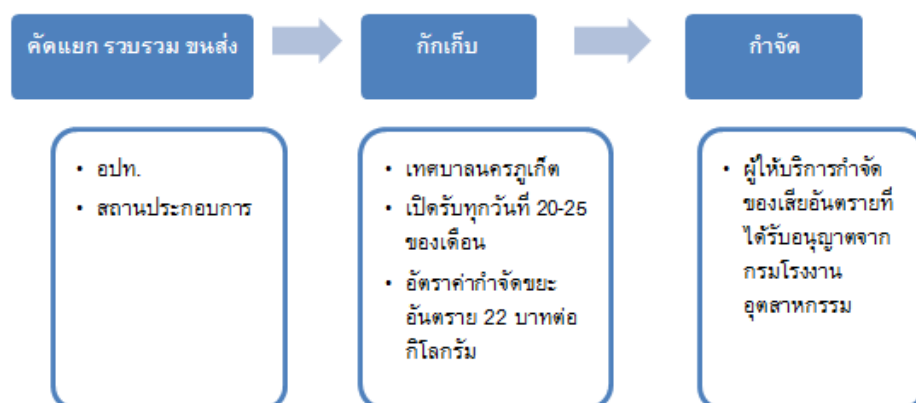 คัดแยก รวบรวม ขนส่ง
กักเก็บ
กำจัด
• อปท.
• สถานประกอบการ
• เทศบาลนครภูเก็ต
• เปิดรับทุกวันที่ 20-25
ของเดือน
• อัตราค่ากำจัดขยะ
อันตราย 22 บาทต่อ
กิโลกรัม
• ผู้ให้บริการกำจัด
ของเสียอันตรายที่
ได้รับอนุญาตจาก
กรมโรงงาน
อุตสาหกรรม